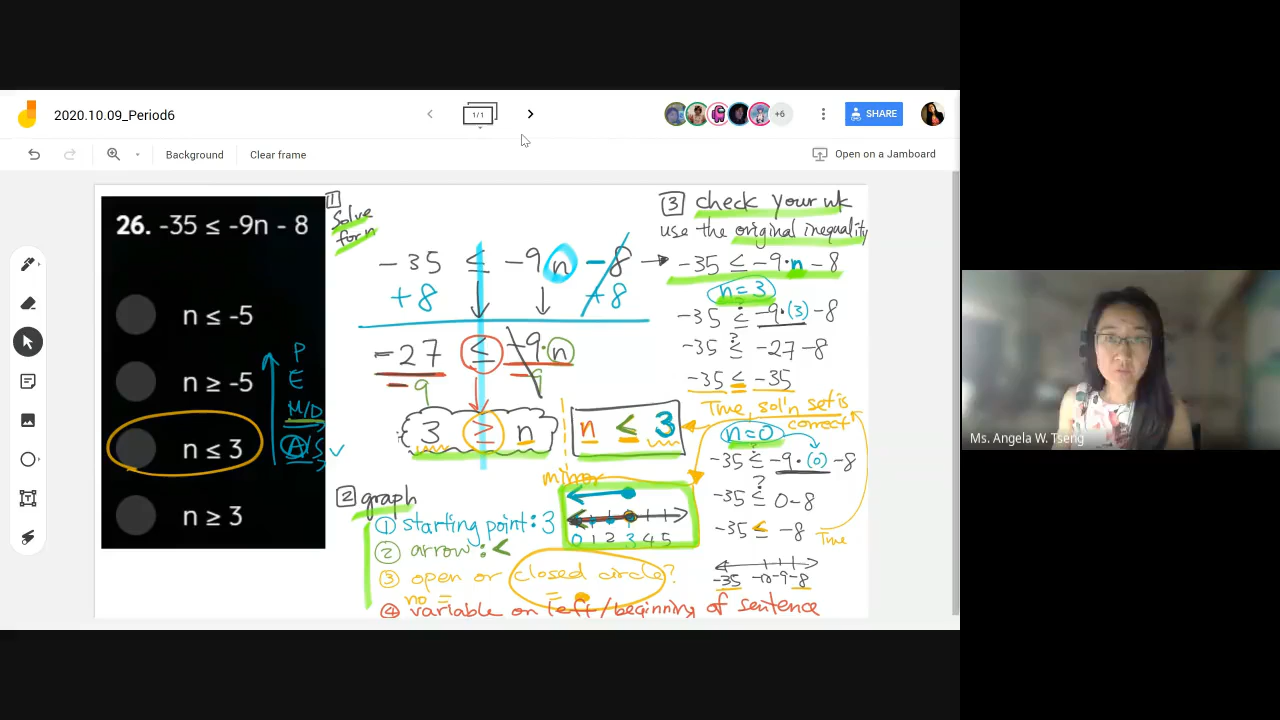 2020.10.09_Period6
1/1
+6
SHARE
Background
Clear frame
Open on a Jamboard
26. -35 ≤ -9n - 8
n ≤ -5
n ≥ -5
n ≤ 3
n ≥ 3
P
E
M/D
A/S
1
Solve
for n
-35 ≤ -9n -8
+8 +8
-27 ≤ -9·n
-9 -9
3 ≥ n
n ≤ 3
mirror
2 graph
① starting point: 3
② arrow: <
③ open or closed circle?
no = =
④ variable on left/beginning of sentence
0 1 2 3 4 5
3 check your wk
use the original inequality
-35 ≤ -9·n -8
n=3
-35 ≤ -9·(3) -8
?
-35 ≤ -27 -8
?
-35 ≤ -35
True, sol'n set is
correct
n=0
-35 ≤ -9·(0) -8
?
-35 ≤ 0-8
-35 ≤ -8
True
-35 -10 -9 -8
Ms. Angela W. Tseng